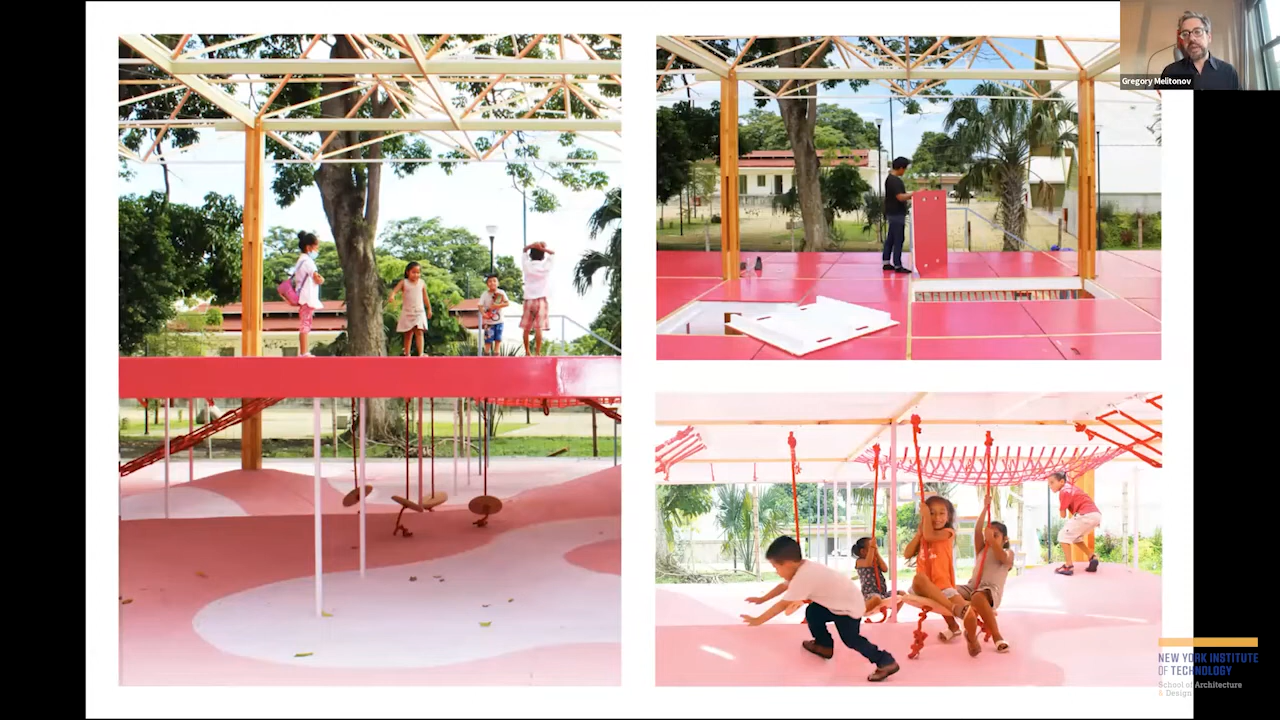 Gregory Melitonov
NEW YORK INSTITUTE
OF TECHNOLOGY
School of Architecture
& Design